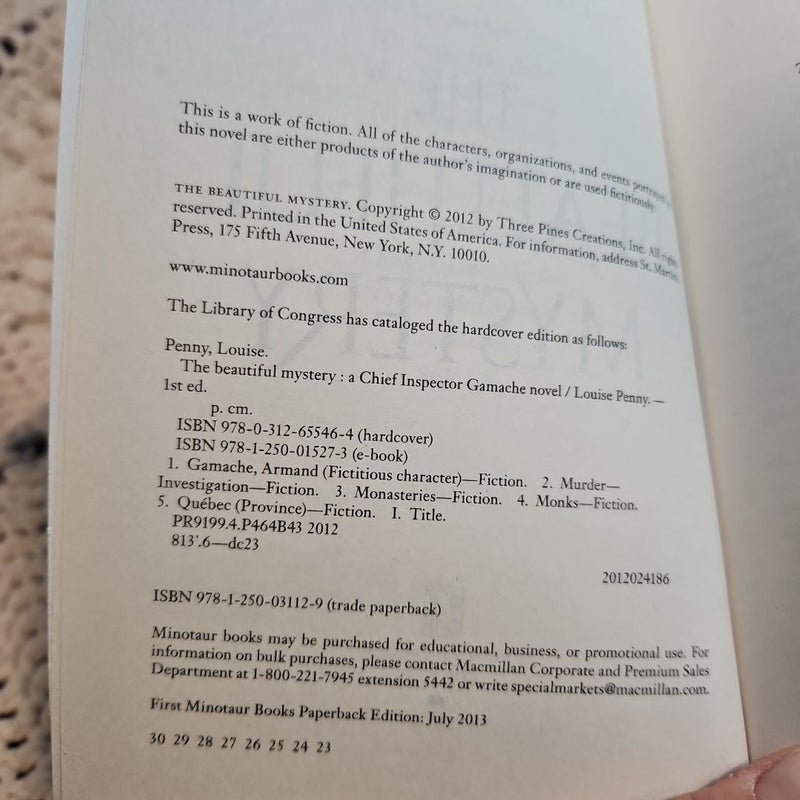 This is a work of fiction. All of the characters, organizations, and events portrayed
this novel are either products of the author's imagination or are used fictitiously.
THE BEAUTIFUL MYSTERY. Copyright © 2012 by Three Pines Creations, Inc. All rights
reserved. Printed in the United States of America. For information, address St. Martin's
Press, 175 Fifth Avenue, New York, N.Y. 10010.
www.minotaurbooks.com
The Library of Congress has cataloged the hardcover edition as follows:
Penny, Louise.
The beautiful mystery : a Chief Inspector Gamache novel / Louise Penny.—
1st ed.
p. cm.
ISBN 978-0-312-65546-4 (hardcover)
ISBN 978-1-250-01527-3 (e-book)
1. Gamache, Armand (Fictitious character)—Fiction. 2. Murder—
Investigation—Fiction. 3. Monasteries—Fiction. 4. Monks—Fiction.
5. Québec (Province)—Fiction. I. Title.
PR9199.4.P464B43 2012
813'.6—dc23
2012024186
ISBN 978-1-250-03112-9 (trade paperback)
Minotaur books may be purchased for educational, business, or promotional use. For
information on bulk purchases, please contact Macmillan Corporate and Premium Sales
Department at 1-800-221-7945 extension 5442 or write specialmarkets@macmillan.com.
First Minotaur Books Paperback Edition: July 2013
30 29 28 27 26 25 24 23